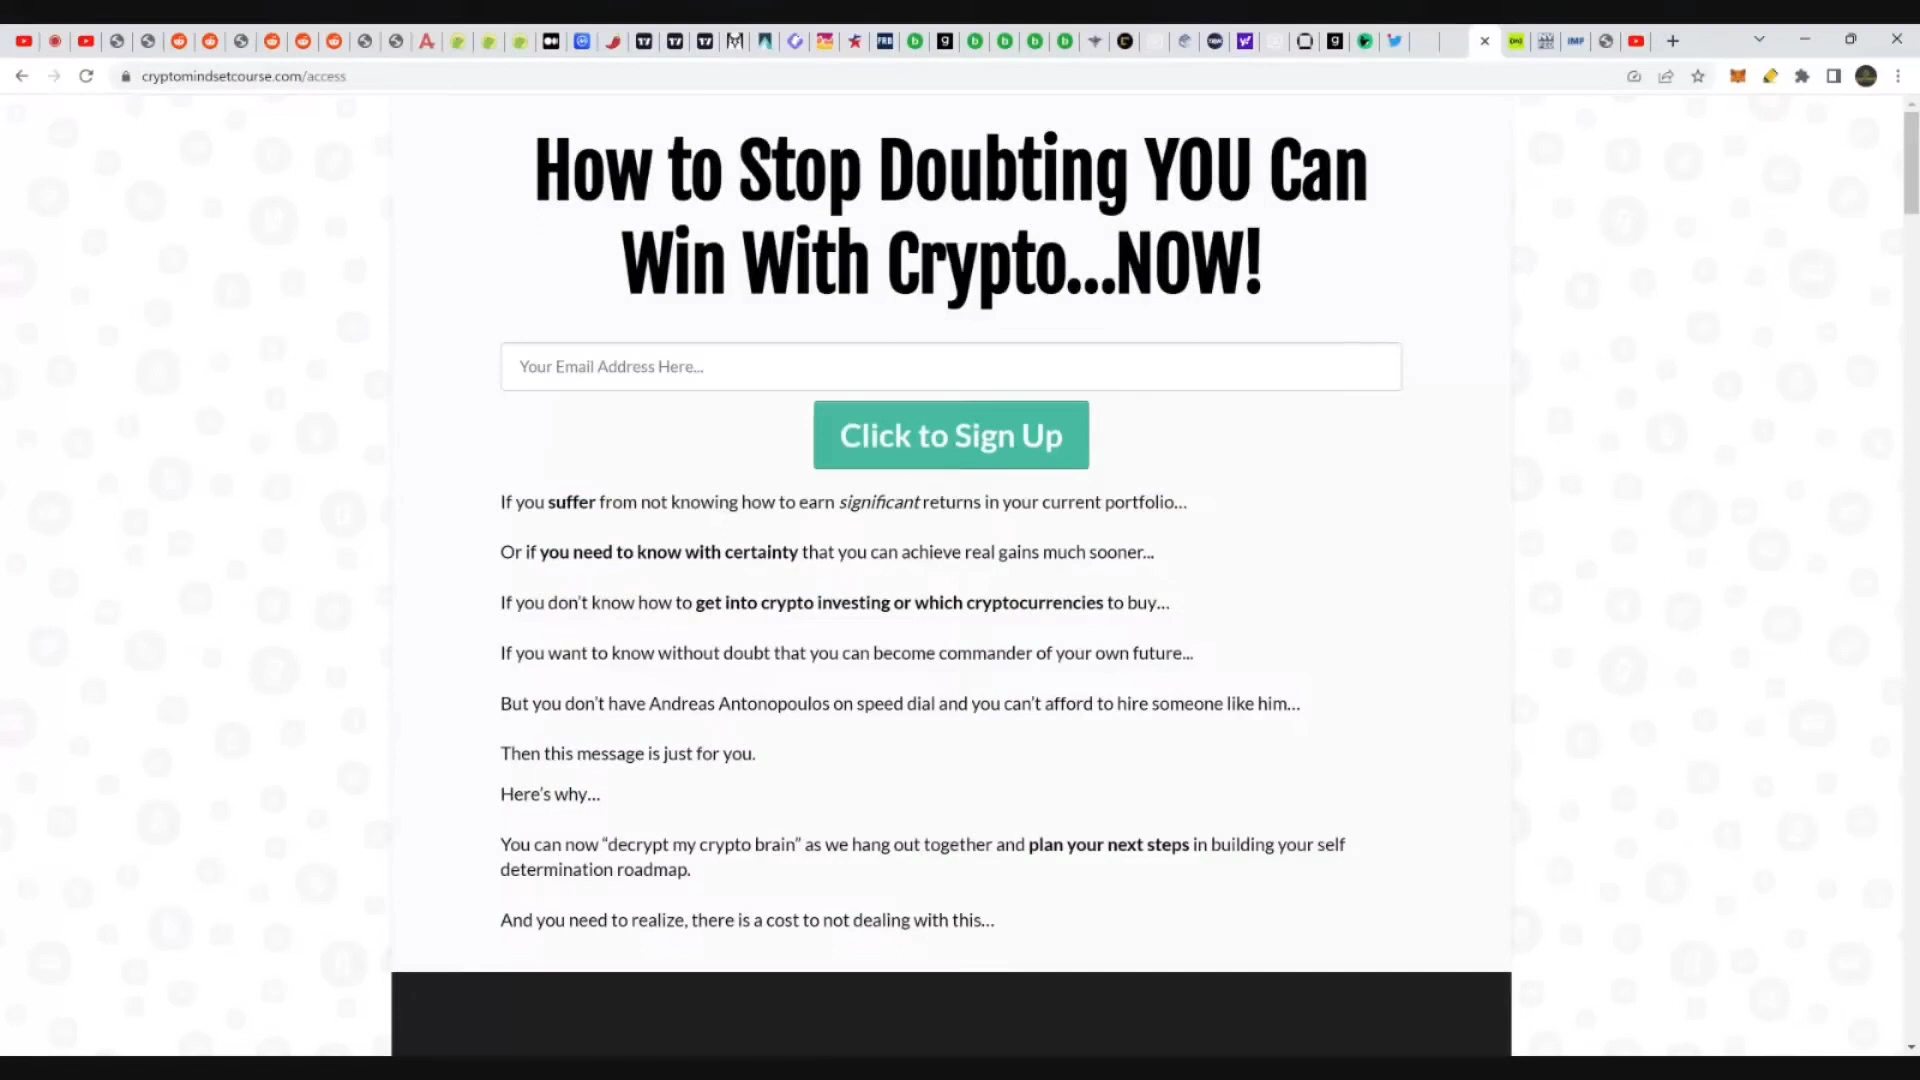 cryptomindsetcourse.com/access
How to Stop Doubting YOU Can
Win With Crypto...NOW!
Your Email Address Here...
Click to Sign Up
If you suffer from not knowing how to earn significant returns in your current portfolio...
Or if you need to know with certainty that you can achieve real gains much sooner...
If you don’t know how to get into crypto investing or which cryptocurrencies to buy...
If you want to know without doubt that you can become commander of your own future...
But you don’t have Andreas Antonopoulos on speed dial and you can’t afford to hire someone like him...
Then this message is just for you.
Here’s why...
You can now “decrypt my crypto brain” as we hang out together and plan your next steps in building your self
determination roadmap.
And you need to realize, there is a cost to not dealing with this...